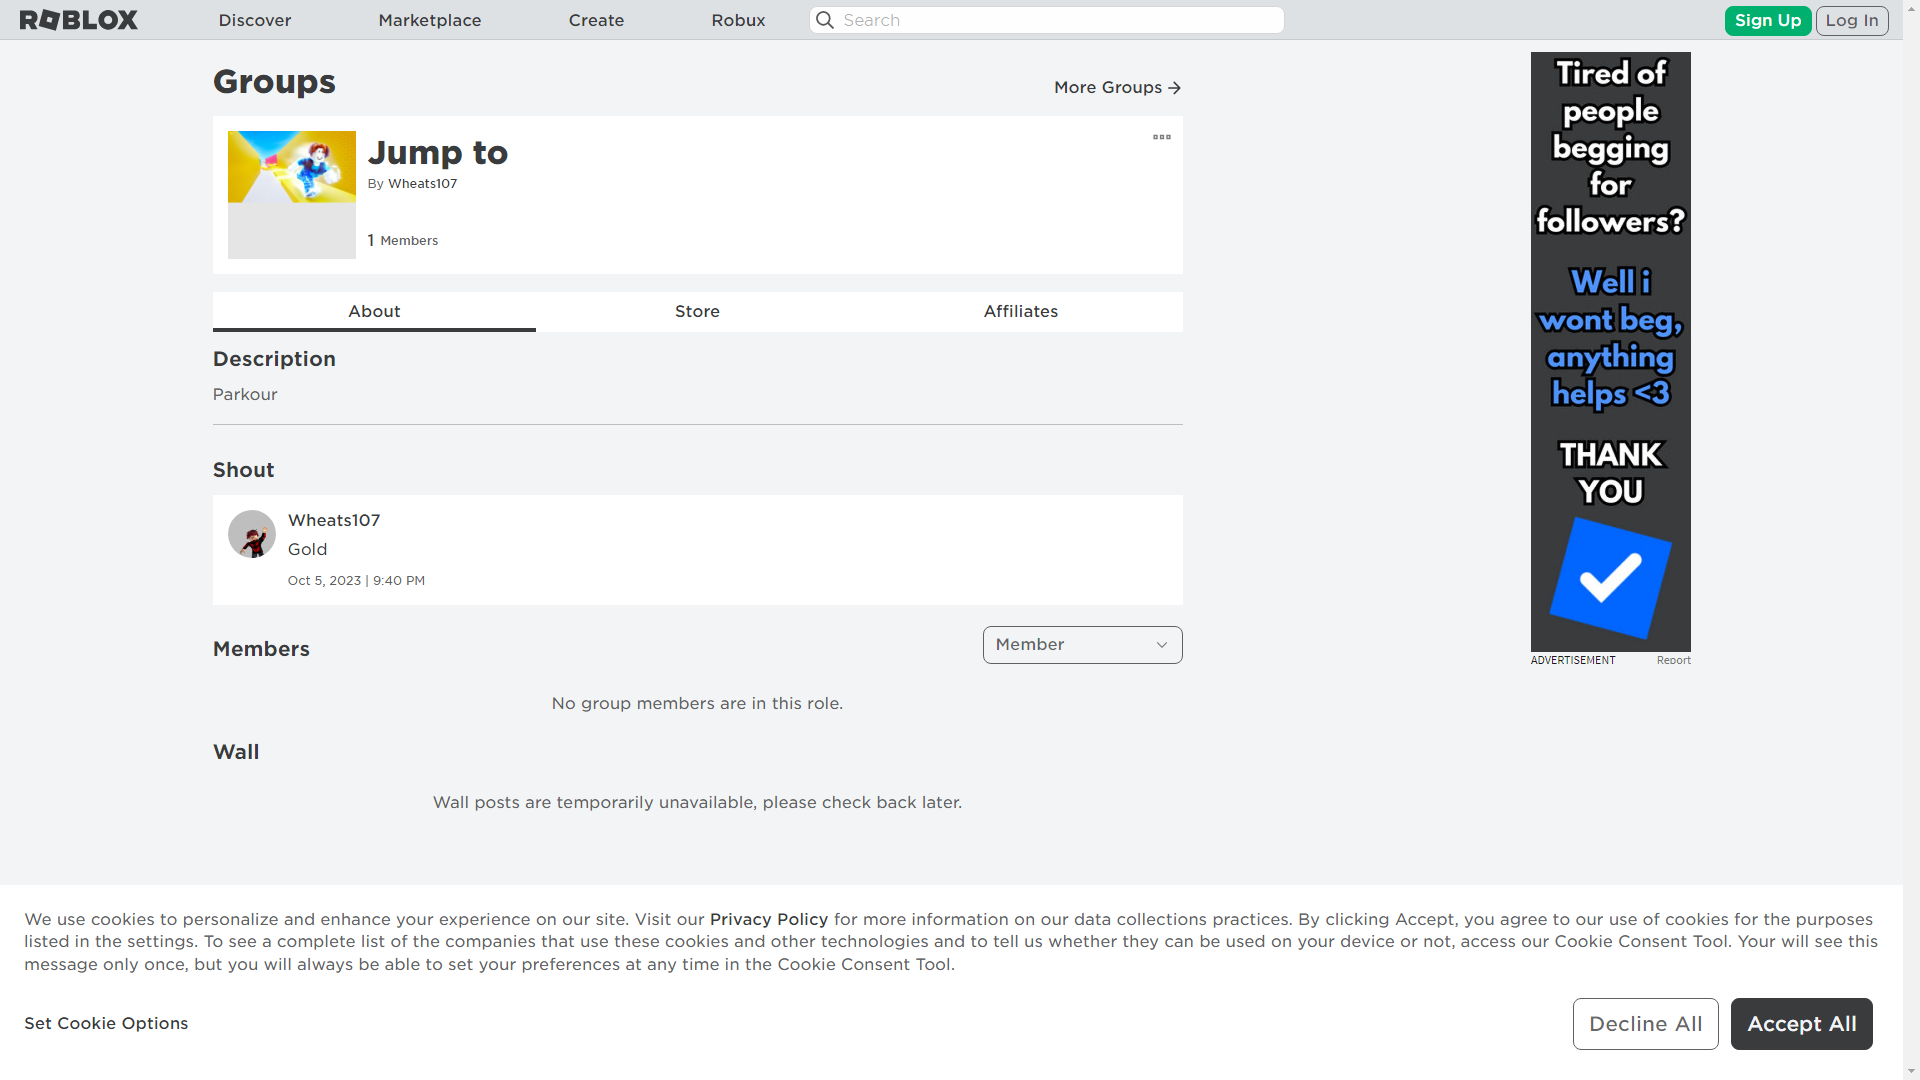 ROBLOX
Discover
Marketplace
Create
Robux
Search
Sign Up
Log In
Groups
More Groups
Jump to
By Wheats107
1 Members
About
Store
Affiliates
Description
Parkour
Shout
Wheats107
Gold
Oct 5, 2023 | 9:40 PM
Members
Member
No group members are in this role.
Wall
Wall posts are temporarily unavailable, please check back later.
Tired of
people
begging
for
followers?
Well i
wont beg,
anything
helps <3
THANK
YOU
ADVERTISEMENT
Report
We use cookies to personalize and enhance your experience on our site. Visit our Privacy Policy for more information on our data collections practices. By clicking Accept, you agree to our use of cookies for the purposes
listed in the settings. To see a complete list of the companies that use these cookies and other technologies and to tell us whether they can be used on your device or not, access our Cookie Consent Tool. Your will see this
message only once, but you will always be able to set your preferences at any time in the Cookie Consent Tool.
Set Cookie Options
Decline All
Accept All